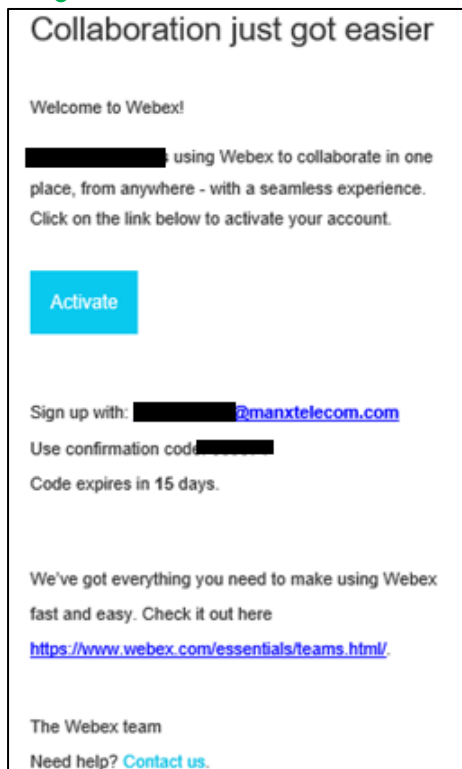 Collaboration just got easier
Welcome to Webex!
using Webex to collaborate in one
place, from anywhere - with a seamless experience.
Click on the link below to activate your account.
Activate
Sign up with: @manxtelecom.com
Use confirmation code
Code expires in 15 days.
We've got everything you need to make using Webex
fast and easy. Check it out here
https://www.webex.com/essentials/teams.html/.
The Webex team
Need help? Contact us.